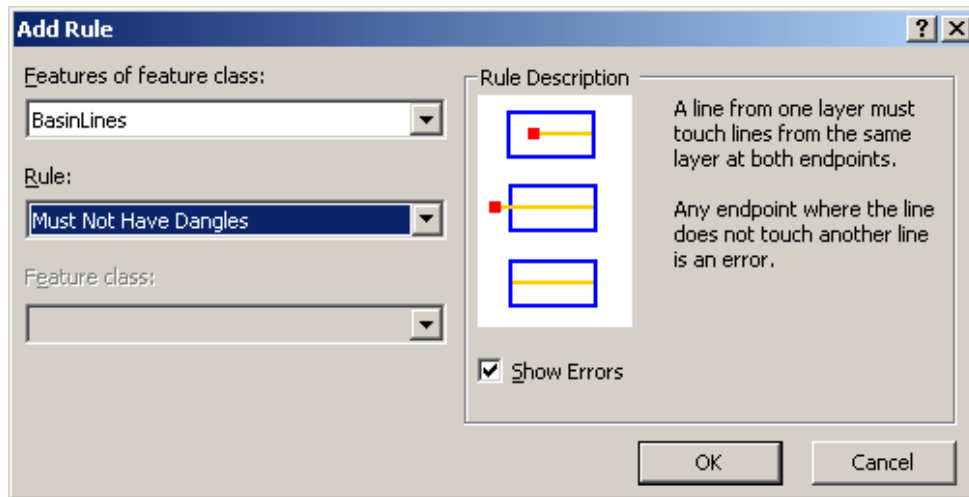 Add Rule
Features of feature class:
BasinLines
Rule:
Must Not Have Dangles
Feature class:
Rule Description
A line from one layer must
touch lines from the same
layer at both endpoints.
Any endpoint where the line
does not touch another line
is an error.
Show Errors
OK
Cancel